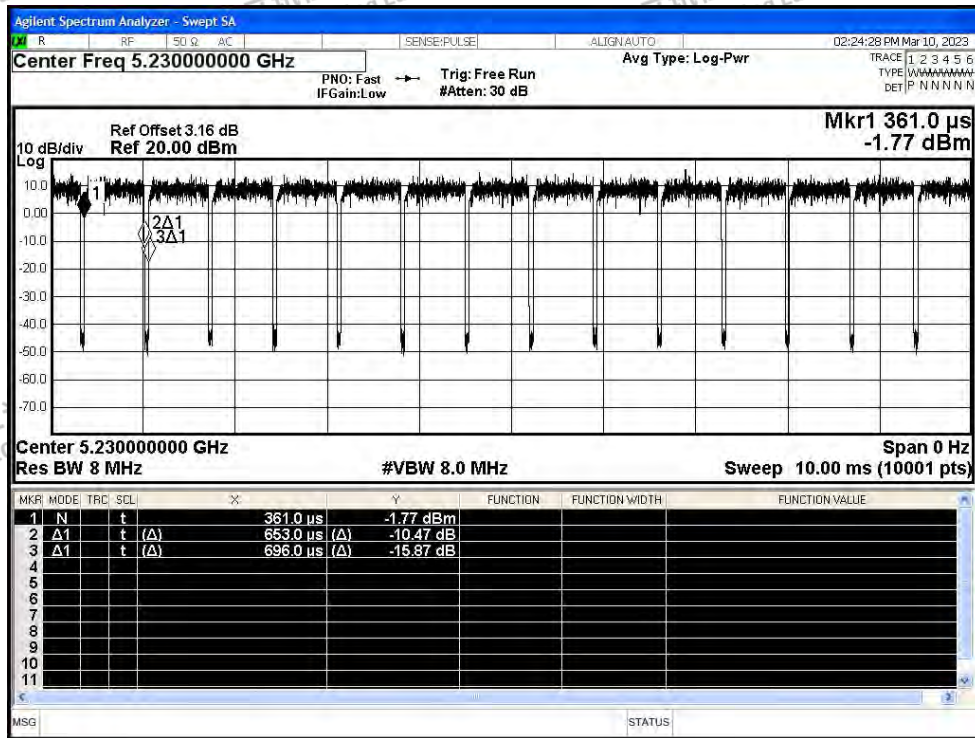 Agilent Spectrum Analyzer - Swept SA
LXI R RF 50 Ω AC SENSE:PULSE ALIGN AUTO 02:24:28 PM Mar 10, 2023
Center Freq 5.230000000 GHz Avg Type: Log-Pwr TRACE 1 2 3 4 5 6
PNO: Fast Trig: Free Run TYPE WWWWWW
IFGain:Low #Atten: 30 dB DET P N N N N N
Ref Offset 3.16 dB Mkr1 361.0 µs
10 dB/div Ref 20.00 dBm -1.77 dBm
Log
10.0
1
0.00
2Δ1
3Δ1
-10.0
-20.0
-30.0
-40.0
-50.0
-60.0
-70.0
Center 5.230000000 GHz Span 0 Hz
Res BW 8 MHz #VBW 8.0 MHz Sweep 10.00 ms (10001 pts)
MKR MODE TRC SCL X Y FUNCTION FUNCTION WIDTH FUNCTION VALUE
1 N t 361.0 µs -1.77 dBm
2 Δ1 t (Δ) 653.0 µs (Δ) -10.47 dB
3 Δ1 t (Δ) 696.0 µs (Δ) -15.87 dB
4
5
6
7
8
9
10
11
MSG STATUS